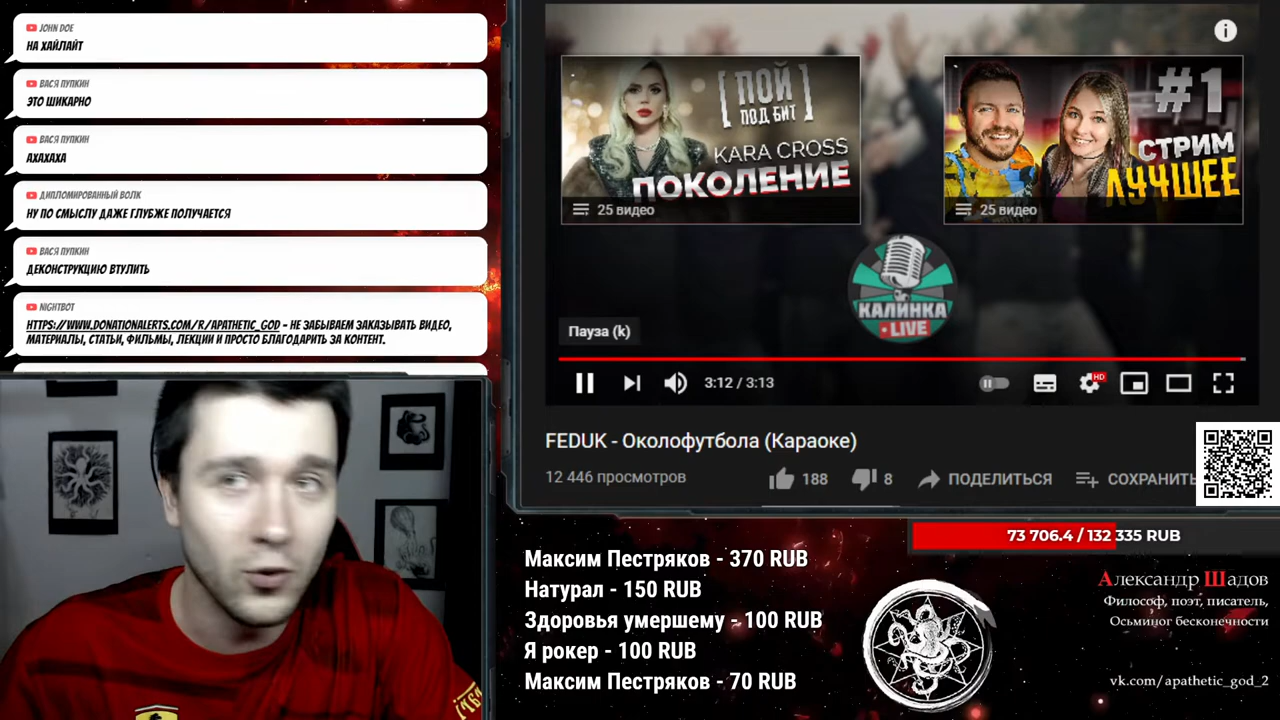 JOHN DOE
НА ХАЙЛАЙТ
ВАСЯ ПУПКИН
ЭТО ШИКАРНО
ВАСЯ ПУПКИН
АХАХАХА
ДИПЛОМИРОВАННЫЙ ВОЛК
НУ ПО СМЫСЛУ ДАЖЕ ГЛУБЖЕ ПОЛУЧАЕТСЯ
ВАСЯ ПУПКИН
ДЕКОНСТРУКЦИЮ ВТУЛИТЬ
NIGHTBOT
HTTPS://WWW.DONATIONALERTS.COM/R/APATHETIC_GOD - НЕ ЗАБЫВАЕМ ЗАКАЗЫВАТЬ ВИДЕО,
МАТЕРИАЛЫ, СТАТЬИ, ФИЛЬМЫ, ЛЕКЦИИ И ПРОСТО БЛАГОДАРИТЬ ЗА КОНТЕНТ.
[ПОЙ]
ПОД БИТ
KARA CROSS
ПОКОЛЕНИЕ
25 видео
#1
СТРИМ
ЛУЧШЕЕ
25 видео
КАЛИНКА
LIVE
Пауза (k)
3:12 / 3:13
HD
FEDUK - Околофутбола (Караоке)
12 446 просмотров
188
8
ПОДЕЛИТЬСЯ
СОХРАНИТЬ
73 706.4 / 132 335 RUB
Максим Пестряков - 370 RUB
Натурал - 150 RUB
Здоровья умершему - 100 RUB
Я рокер - 100 RUB
Максим Пестряков - 70 RUB
Александр Шадов
Философ, поэт, писатель,
Осьминог бесконечности
vk.com/apathetic_god_2